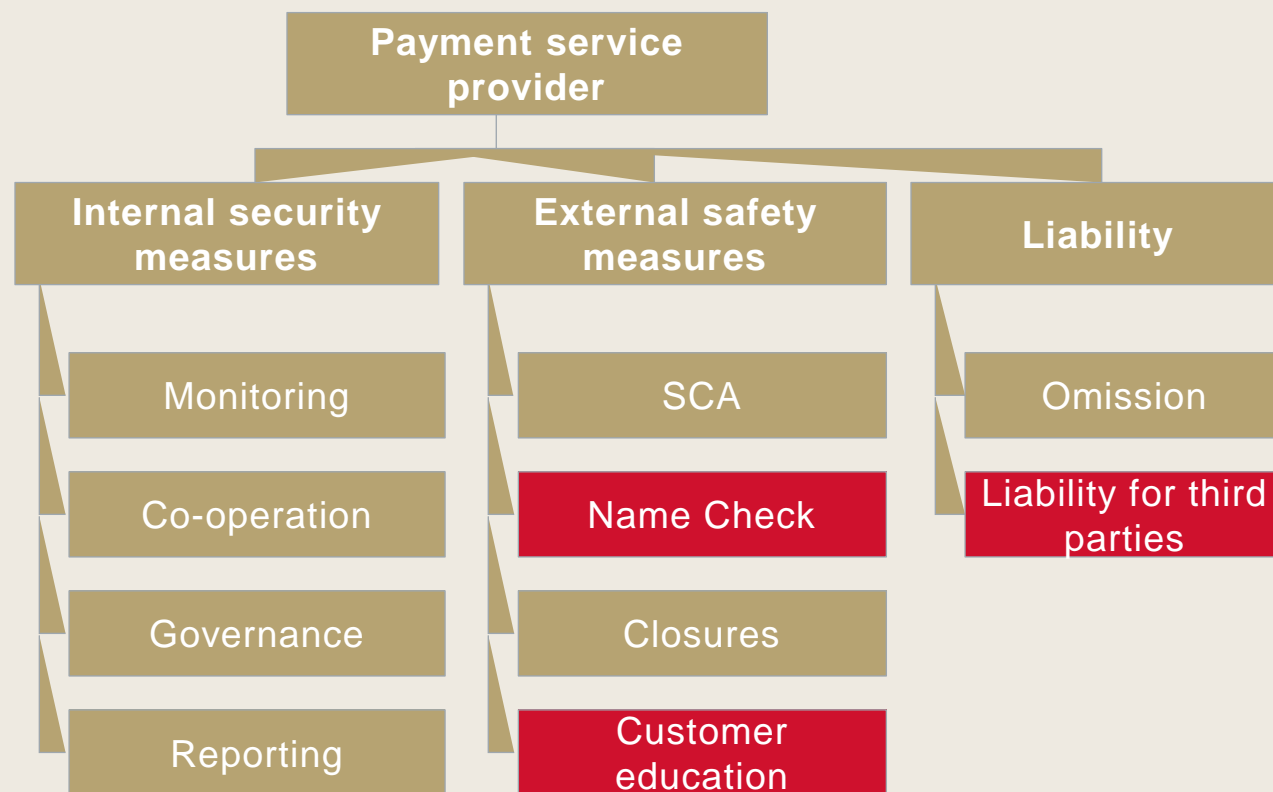 Payment service
provider
Internal security
measures
External safety
measures
Liability
Monitoring
SCA
Omission
Co-operation
Name Check
Liability for third
parties
Governance
Closures
Reporting
Customer
education